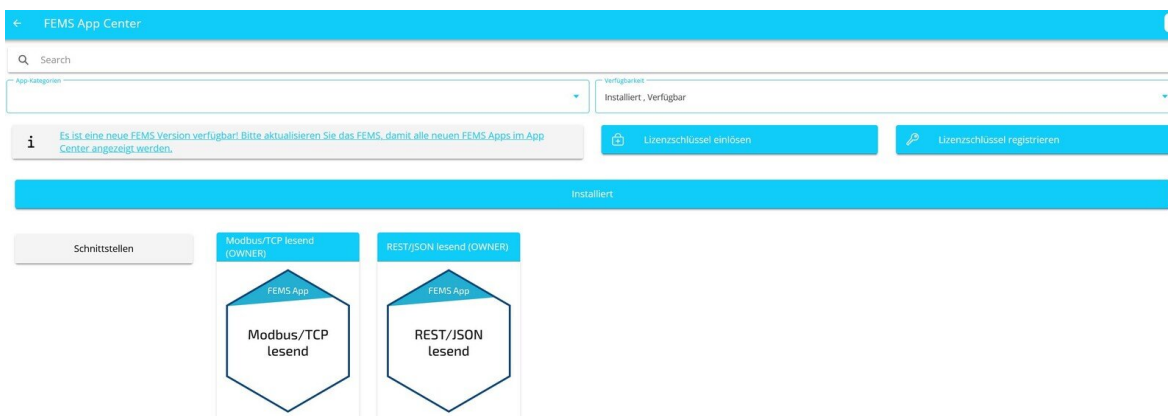 FEMS App Center
Search
App-Kategorien
Verfügbarkeit
Installiert , Verfügbar
i
Es ist eine neue FEMS Version verfügbar! Bitte aktualisieren Sie das FEMS, damit alle neuen FEMS Apps im App
Center angezeigt werden.
Lizenzschlüssel einlösen
Lizenzschlüssel registrieren
Installiert
Schnittstellen
Modbus/TCP lesend
(OWNER)
FEMS App
Modbus/TCP
lesend
REST/JSON lesend (OWNER)
FEMS App
REST/JSON
lesend